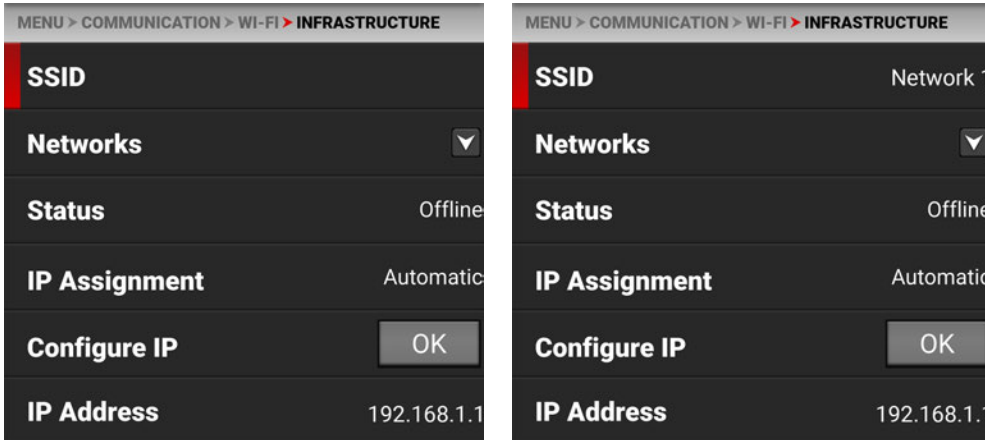 MENU > COMMUNICATION > WI-FI > INFRASTRUCTURE
SSID
Networks
Status Offline
IP Assignment Automatic
Configure IP OK
IP Address 192.168.1.1
MENU > COMMUNICATION > WI-FI > INFRASTRUCTURE
SSID Network 1
Networks
Status Offline
IP Assignment Automatic
Configure IP OK
IP Address 192.168.1.1